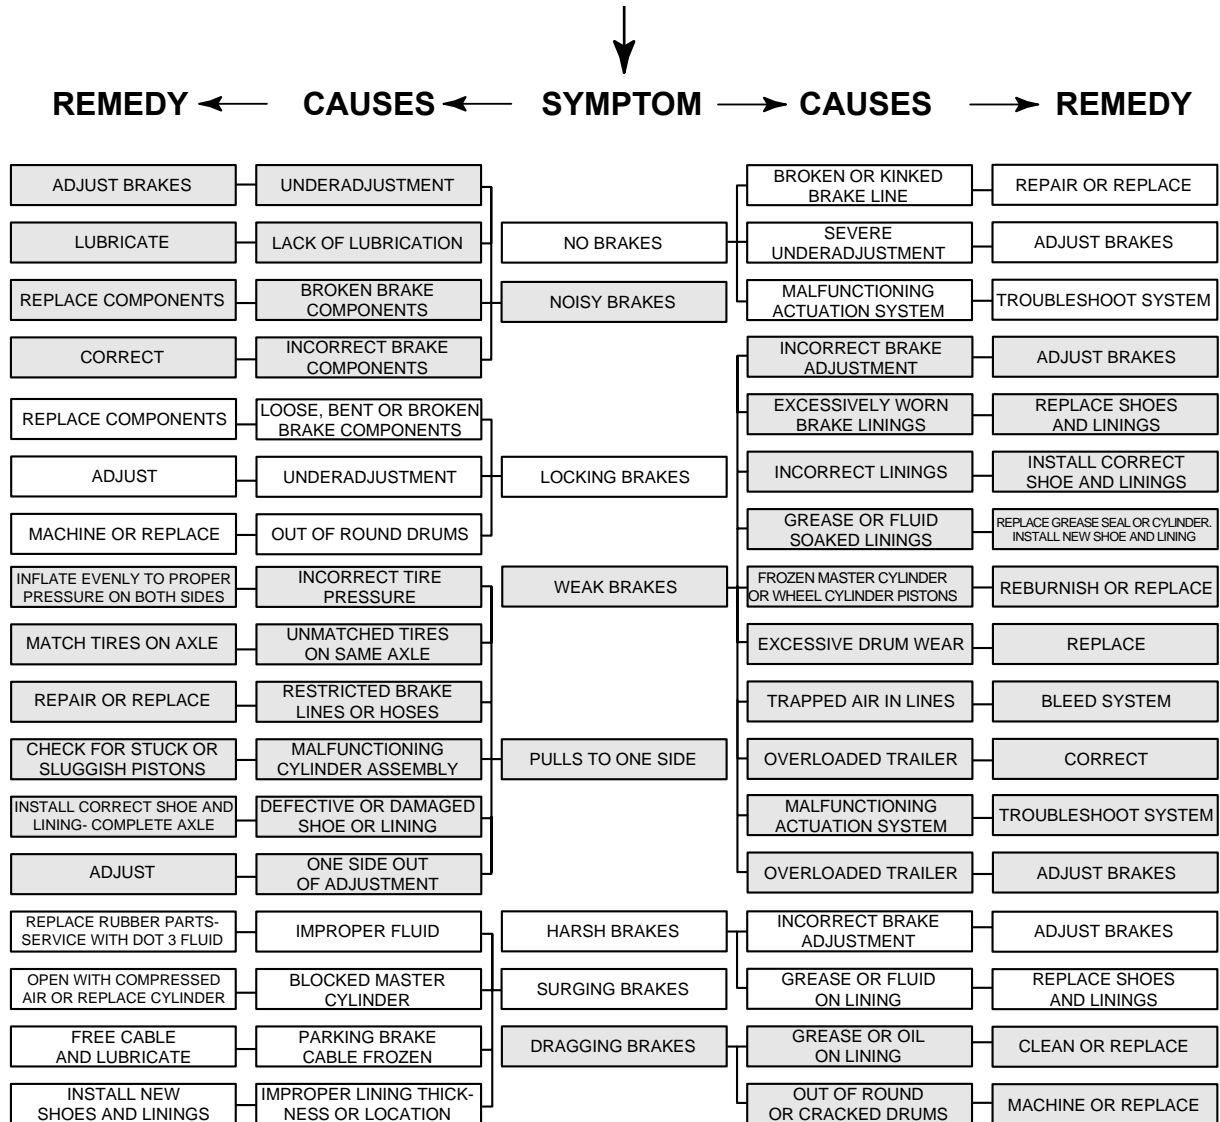 REMEDY CAUSES SYMPTOM CAUSES REMEDY
ADJUST BRAKES
UNDERADJUSTMENT
LUBRICATE
LACK OF LUBRICATION
REPLACE COMPONENTS
BROKEN BRAKE
COMPONENTS
CORRECT
INCORRECT BRAKE
COMPONENTS
REPLACE COMPONENTS
LOOSE, BENT OR BROKEN
BRAKE COMPONENTS
ADJUST
UNDERADJUSTMENT
MACHINE OR REPLACE
OUT OF ROUND DRUMS
INFLATE EVENLY TO PROPER
PRESSURE ON BOTH SIDES
INCORRECT TIRE
PRESSURE
MATCH TIRES ON AXLE
UNMATCHED TIRES
ON SAME AXLE
REPAIR OR REPLACE
RESTRICTED BRAKE
LINES OR HOSES
CHECK FOR STUCK OR
SLUGGISH PISTONS
MALFUNCTIONING
CYLINDER ASSEMBLY
INSTALL CORRECT SHOE AND
LINING- COMPLETE AXLE
DEFECTIVE OR DAMAGED
SHOE OR LINING
ADJUST
ONE SIDE OUT
OF ADJUSTMENT
REPLACE RUBBER PARTS-
SERVICE WITH DOT 3 FLUID
IMPROPER FLUID
OPEN WITH COMPRESSED
AIR OR REPLACE CYLINDER
BLOCKED MASTER
CYLINDER
FREE CABLE
AND LUBRICATE
PARKING BRAKE
CABLE FROZEN
INSTALL NEW
SHOES AND LININGS
IMPROPER LINING THICK-
NESS OR LOCATION
NO BRAKES
NOISY BRAKES
LOCKING BRAKES
WEAK BRAKES
PULLS TO ONE SIDE
HARSH BRAKES
SURGING BRAKES
DRAGGING BRAKES
BROKEN OR KINKED
BRAKE LINE
REPAIR OR REPLACE
SEVERE
UNDERADJUSTMENT
ADJUST BRAKES
MALFUNCTIONING
ACTUATION SYSTEM
TROUBLESHOOT SYSTEM
INCORRECT BRAKE
ADJUSTMENT
ADJUST BRAKES
EXCESSIVELY WORN
BRAKE LININGS
REPLACE SHOES
AND LININGS
INCORRECT LININGS
INSTALL CORRECT
SHOE AND LININGS
GREASE OR FLUID
SOAKED LININGS
REPLACE GREASE SEAL OR CYLINDER.
INSTALL NEW SHOE AND LINING
FROZEN MASTER CYLINDER
OR WHEEL CYLINDER PISTONS
REBURNISH OR REPLACE
EXCESSIVE DRUM WEAR
REPLACE
TRAPPED AIR IN LINES
BLEED SYSTEM
OVERLOADED TRAILER
CORRECT
MALFUNCTIONING
ACTUATION SYSTEM
TROUBLESHOOT SYSTEM
OVERLOADED TRAILER
ADJUST BRAKES
INCORRECT BRAKE
ADJUSTMENT
ADJUST BRAKES
GREASE OR FLUID
ON LINING
REPLACE SHOES
AND LININGS
GREASE OR OIL
ON LINING
CLEAN OR REPLACE
OUT OF ROUND
OR CRACKED DRUMS
MACHINE OR REPLACE